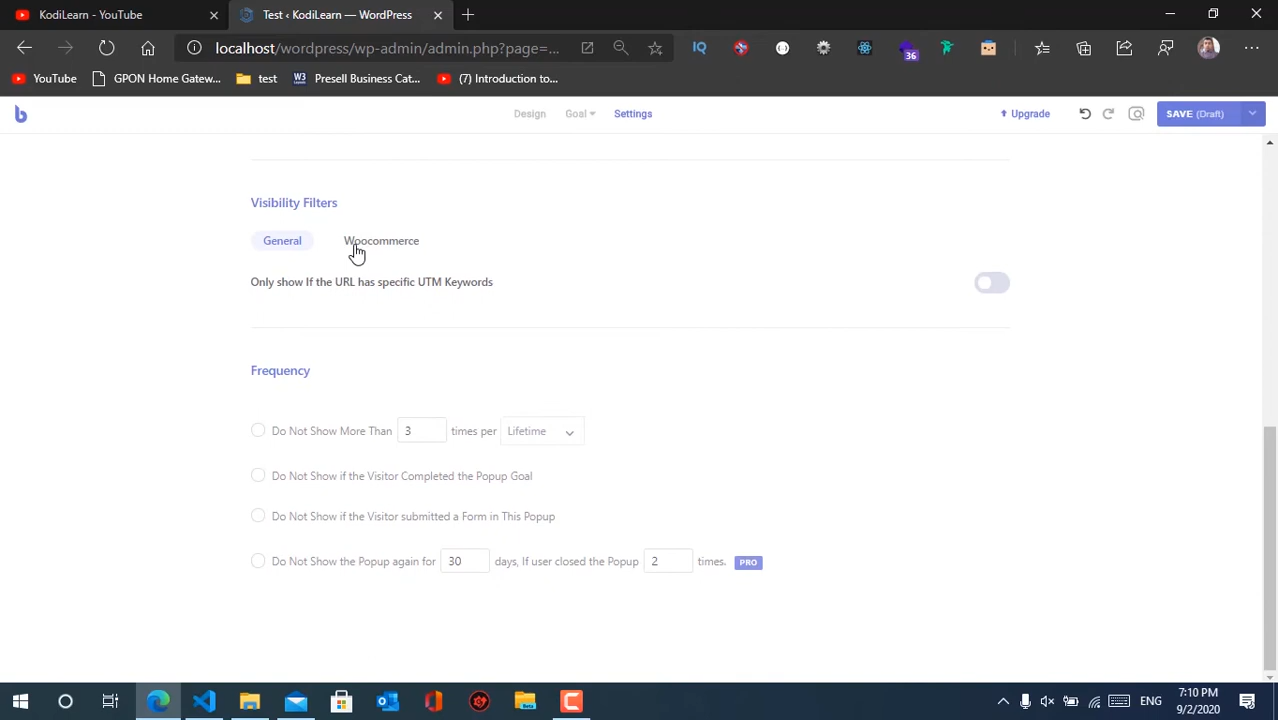 KodiLearn - YouTube
Test ‹ KodiLearn — WordPress
localhost/wordpress/wp-admin/admin.php?page=...
IQ
36
YouTube
GPON Home Gatew...
test
W3
Presell Business Cat...
(7) Introduction to...
b
Design
Goal
Settings
Upgrade
SAVE (Draft)
Visibility Filters
General
Woocommerce
Only show If the URL has specific UTM Keywords
Frequency
Do Not Show More Than 3 times per Lifetime
Do Not Show if the Visitor Completed the Popup Goal
Do Not Show if the Visitor submitted a Form in This Popup
Do Not Show the Popup again for 30 days, If user closed the Popup 2 times. PRO
ENG
7:10 PM
9/2/2020